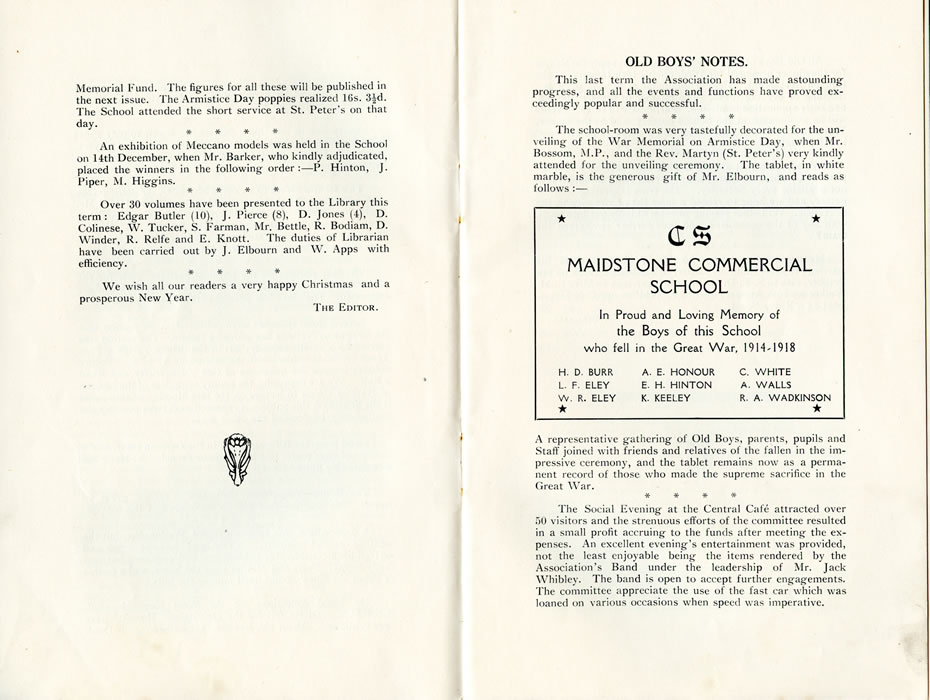 Memorial Fund. The figures for all these will be published in
the next issue. The Armistice Day poppies realized 16s. 3½d.
The School attended the short service at St. Peter's on that
day.
* * * *
An exhibition of Meccano models was held in the School
on 14th December, when Mr. Barker, who kindly adjudicated,
placed the winners in the following order :—P. Hinton, J.
Piper, M. Higgins.
* * * *
Over 30 volumes have been presented to the Library this
term : Edgar Butler (10), J. Pierce (8), D. Jones (4), D.
Colinese, W. Tucker, S. Farman, Mr. Bettle, R. Bodiam, D.
Winder, R. Relfe and E. Knott. The duties of Librarian
have been carried out by J. Elbourn and W. Apps with
efficiency.
* * * *
We wish all our readers a very happy Christmas and a
prosperous New Year.
THE EDITOR.
OLD BOYS' NOTES.
This last term the Association has made astounding
progress, and all the events and functions have proved ex-
ceedingly popular and successful.
* * * *
The school-room was very tastefully decorated for the un-
veiling of the War Memorial on Armistice Day, when Mr.
Bossom, M.P., and the Rev. Martyn (St. Peter's) very kindly
attended for the unveiling ceremony. The tablet, in white
marble, is the generous gift of Mr. Elbourn, and reads as
follows :—
★ ★
C S
MAIDSTONE COMMERCIAL
SCHOOL
In Proud and Loving Memory of
the Boys of this School
who fell in the Great War, 1914-1918
H. D. BURR A. E. HONOUR C. WHITE
L. F. ELEY E. H. HINTON A. WALLS
W. R. ELEY K. KEELEY R. A. WADKINSON
★ ★
A representative gathering of Old Boys, parents, pupils and
Staff joined with friends and relatives of the fallen in the im-
pressive ceremony, and the tablet remains now as a perma-
nent record of those who made the supreme sacrifice in the
Great War.
* * * *
The Social Evening at the Central Café attracted over
50 visitors and the strenuous efforts of the committee resulted
in a small profit accruing to the funds after meeting the ex-
penses. An excellent evening's entertainment was provided,
not the least enjoyable being the items rendered by the
Association's Band under the leadership of Mr. Jack
Whibley. The band is open to accept further engagements.
The committee appreciate the use of the fast car which was
loaned on various occasions when speed was imperative.